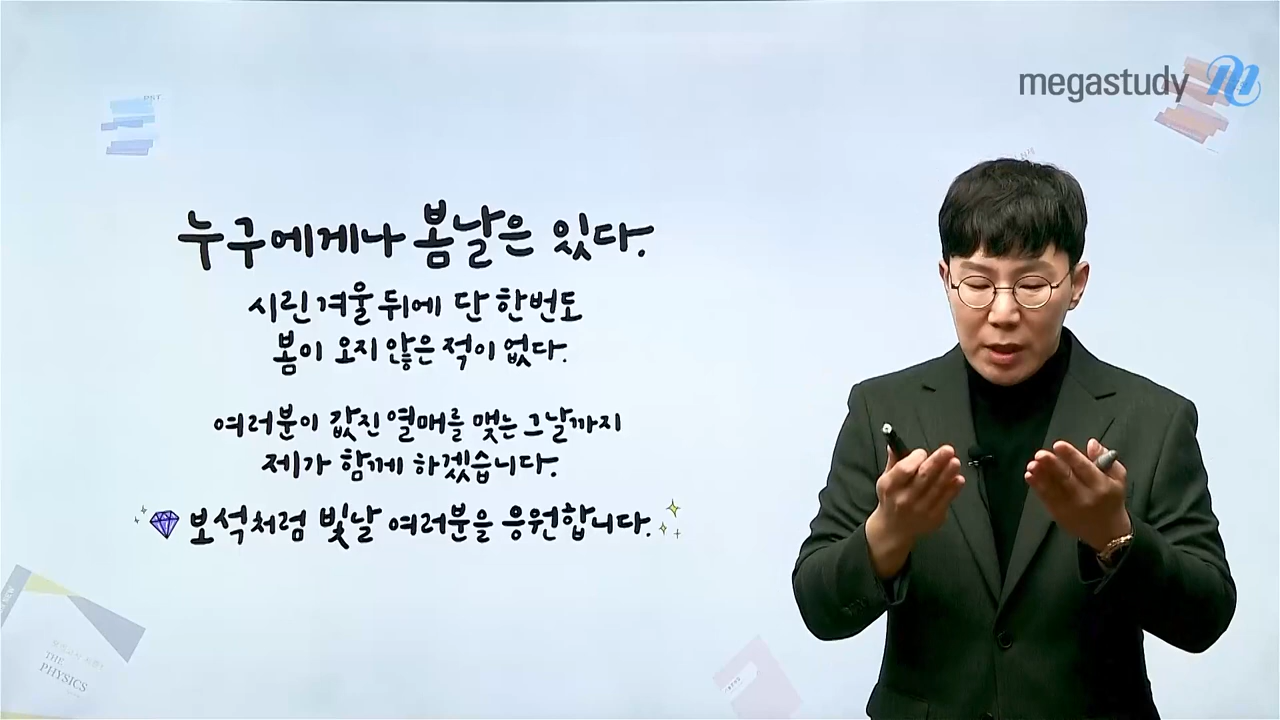 megastudy
누구에게나 봄날은 있다.
시린 겨울 뒤에 단 한번도
봄이 오지 않은 적이 없다.
여러분이 값진 열매를 맺는 그날까지
제가 함께 하겠습니다.
보석처럼 빛날 여러분을 응원합니다.
THE
PHYSICS